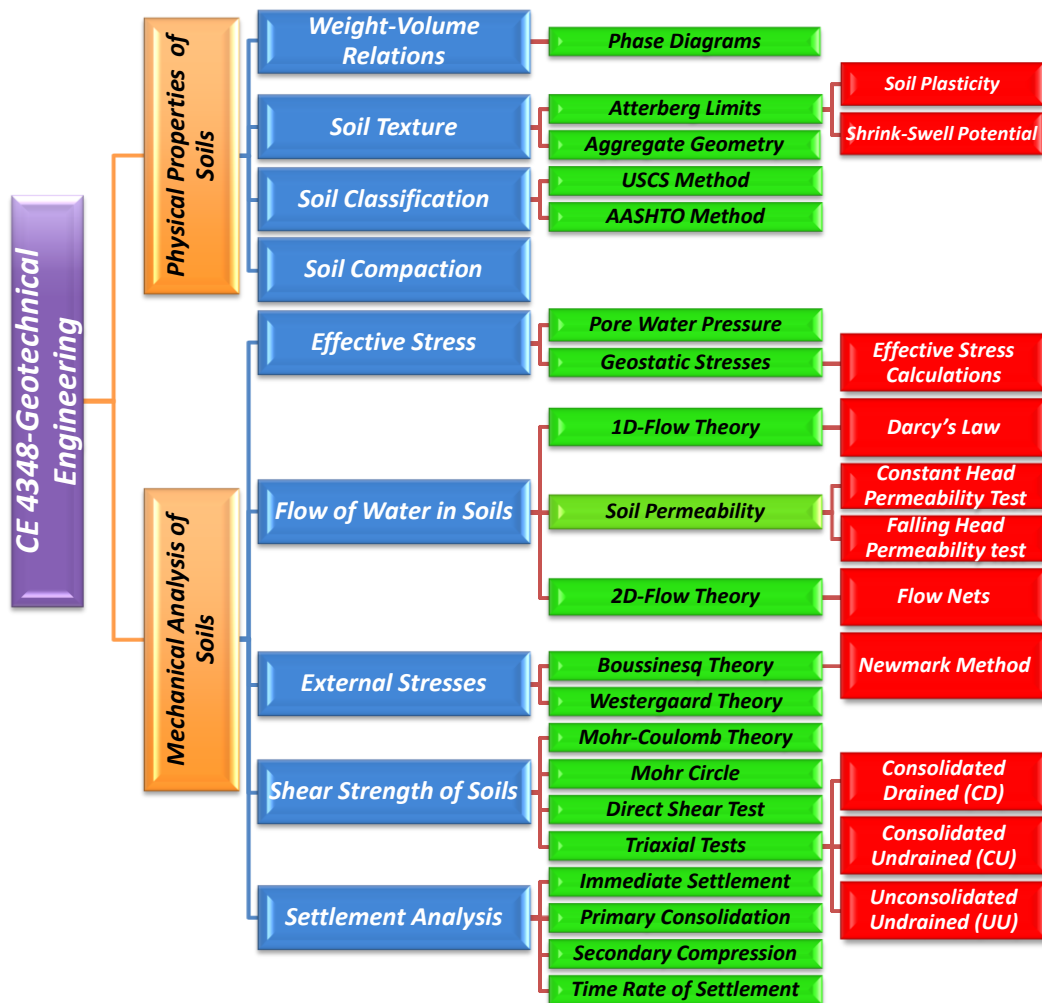 CE 4348-Geotechnical
Engineering
Physical Properties of
Soils
Weight-Volume
Relations
Phase Diagrams
Soil Texture
Atterberg Limits
Soil Plasticity
Shrink-Swell Potential
Aggregate Geometry
Soil Classification
USCS Method
AASHTO Method
Soil Compaction
Mechanical Analysis of
Soils
Effective Stress
Pore Water Pressure
Geostatic Stresses
Effective Stress
Calculations
Flow of Water in Soils
1D-Flow Theory
Darcy's Law
Soil Permeability
Constant Head
Permeability Test
Falling Head
Permeability test
2D-Flow Theory
Flow Nets
External Stresses
Boussinesq Theory
Newmark Method
Westergaard Theory
Shear Strength of Soils
Mohr-Coulomb Theory
Mohr Circle
Direct Shear Test
Triaxial Tests
Consolidated
Drained (CD)
Consolidated
Undrained (CU)
Unconsolidated
Undrained (UU)
Settlement Analysis
Immediate Settlement
Primary Consolidation
Secondary Compression
Time Rate of Settlement